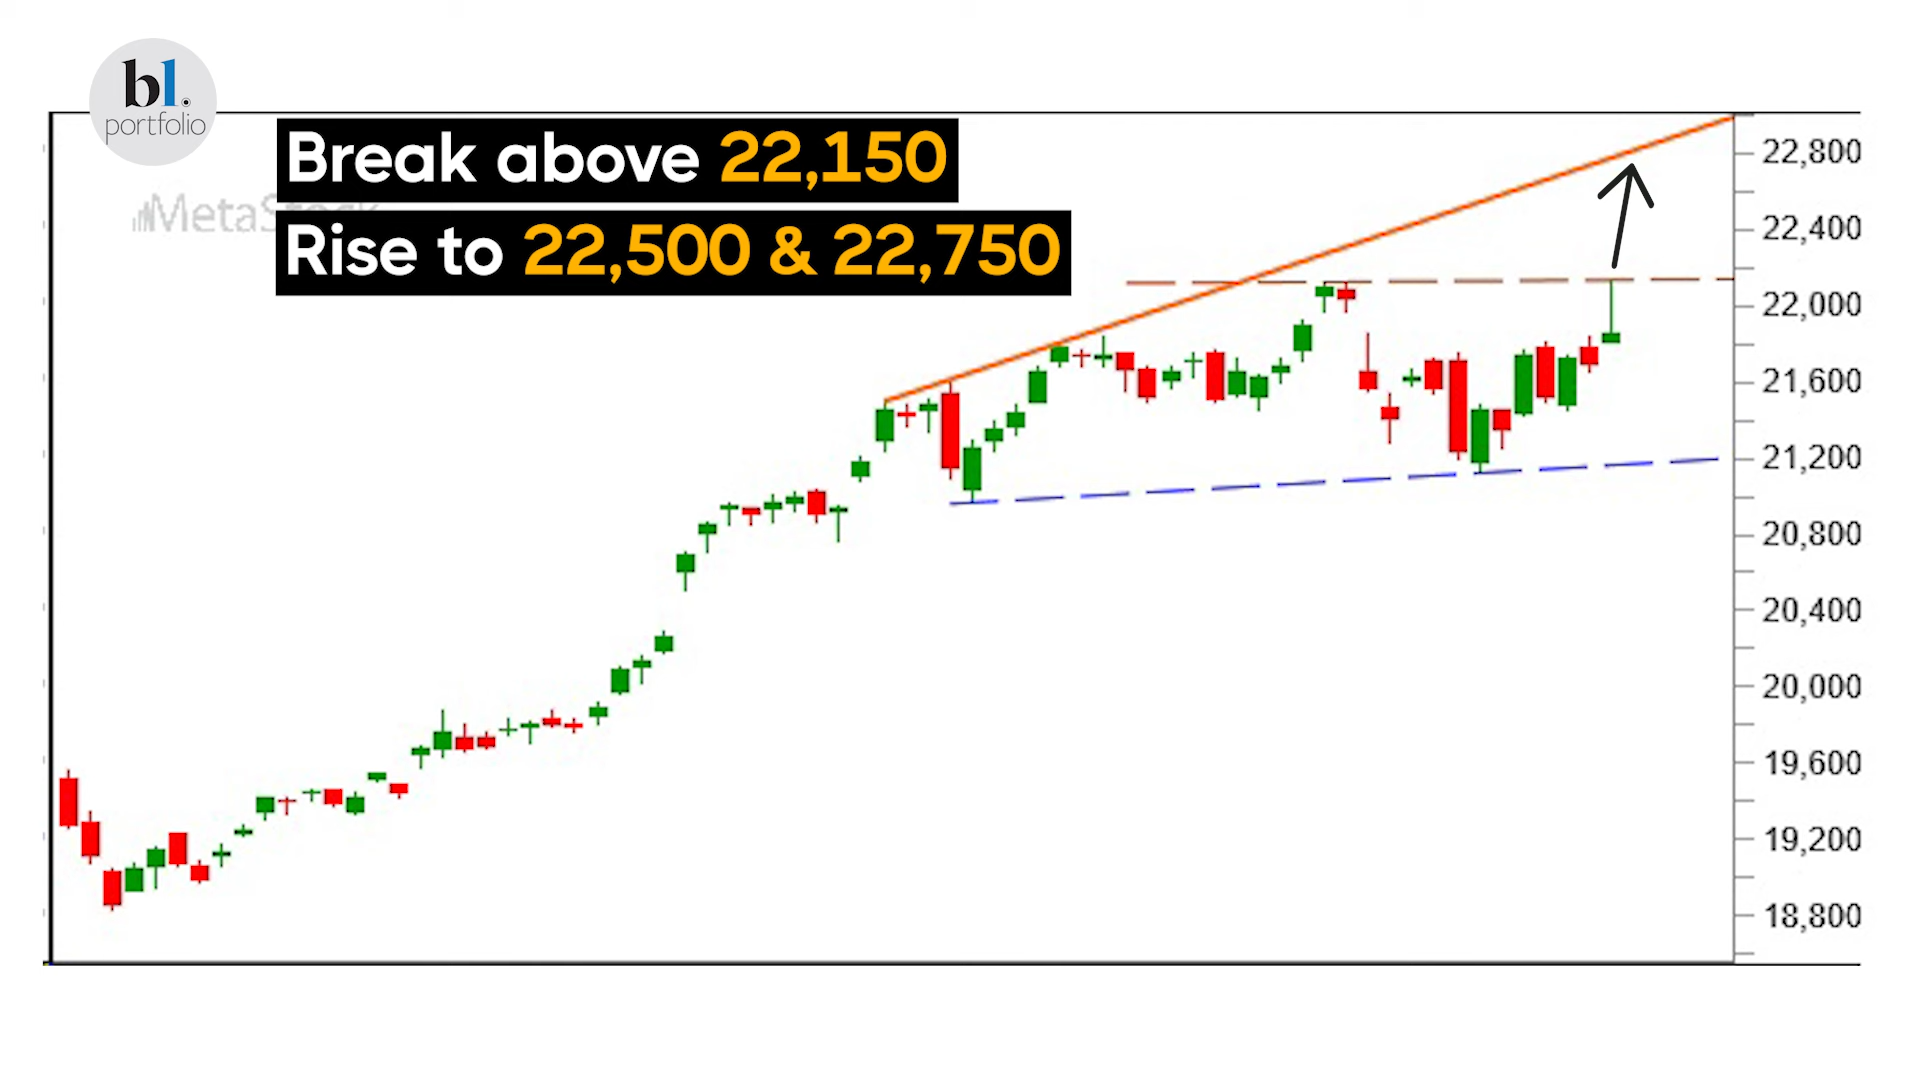 bl.
portfolio
Break above 22,150
MetaStock
Rise to 22,500 & 22,750
22,800
22,400
22,000
21,600
21,200
20,800
20,400
20,000
19,600
19,200
18,800